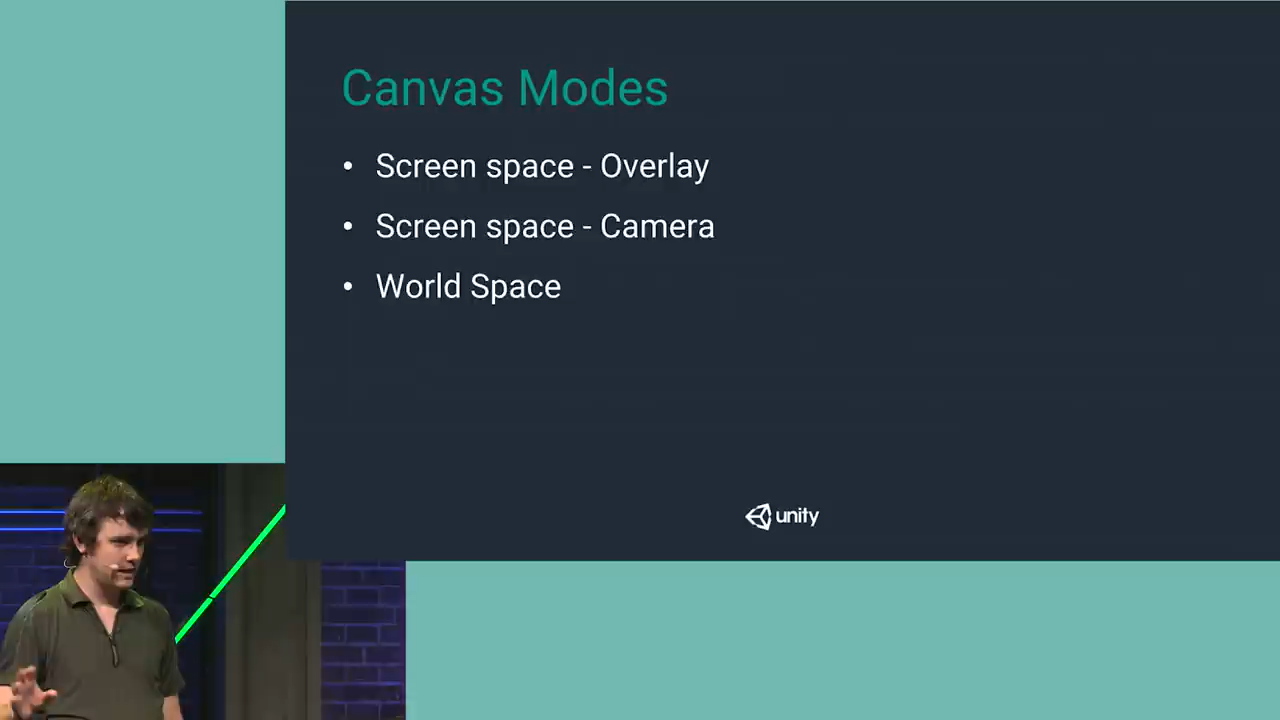 Canvas Modes
• Screen space - Overlay
• Screen space - Camera
• World Space
unity